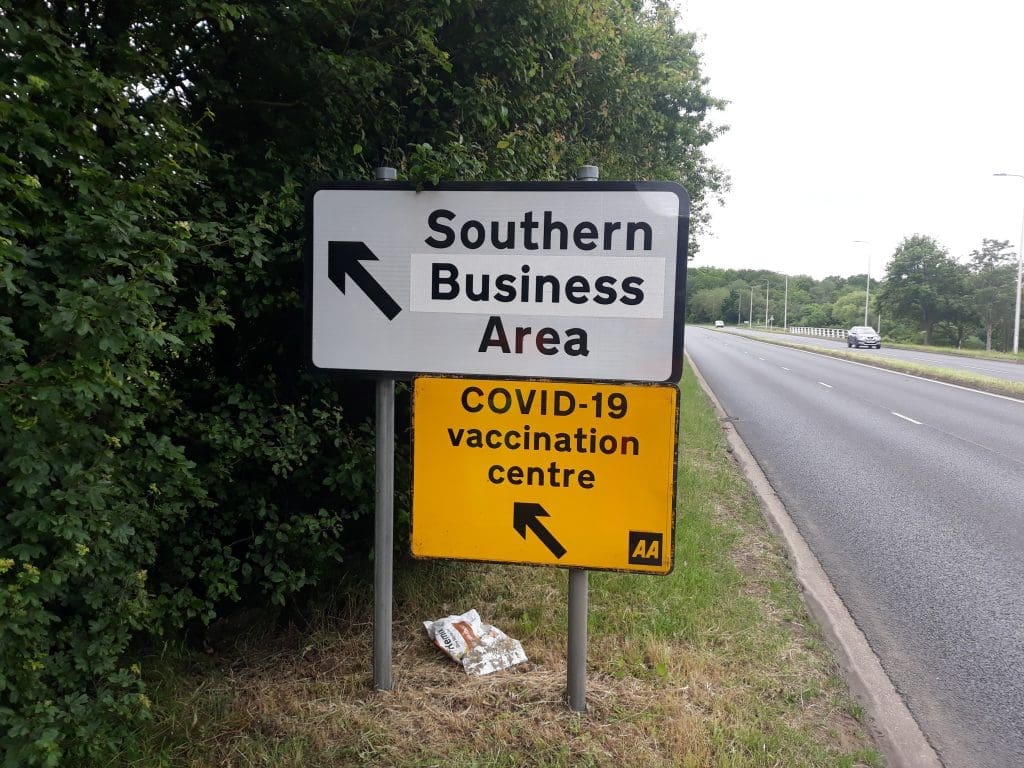 Southern
Business
Area
COVID-19
vaccination
centre
AA